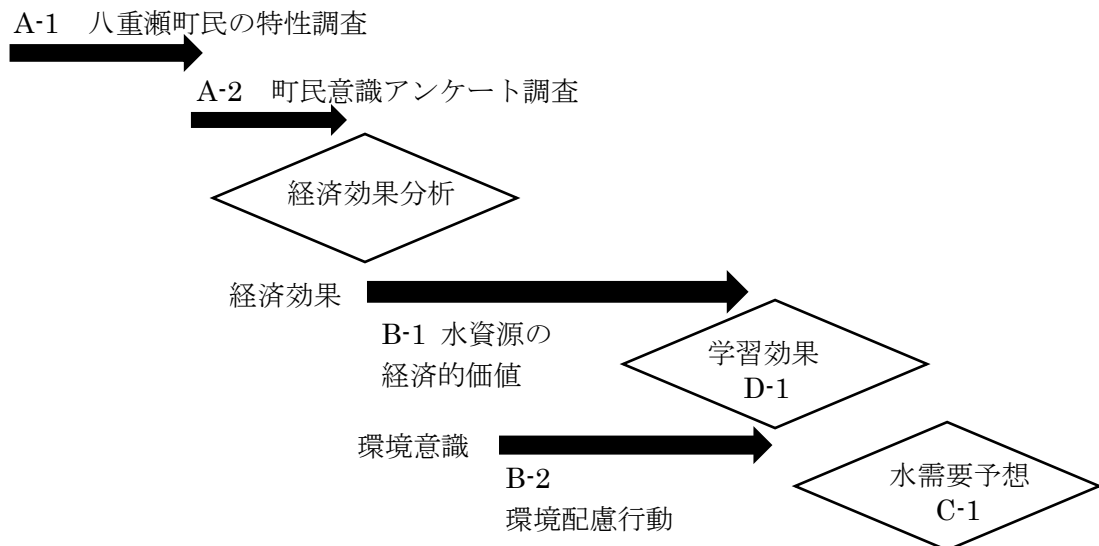 A-1　八重瀬町民の特性調査
A-2　町民意識アンケート調査
経済効果分析
経済効果
B-1 水資源の
経済的価値
学習効果
D-1
環境意識
B-2
環境配慮行動
水需要予想
C-1